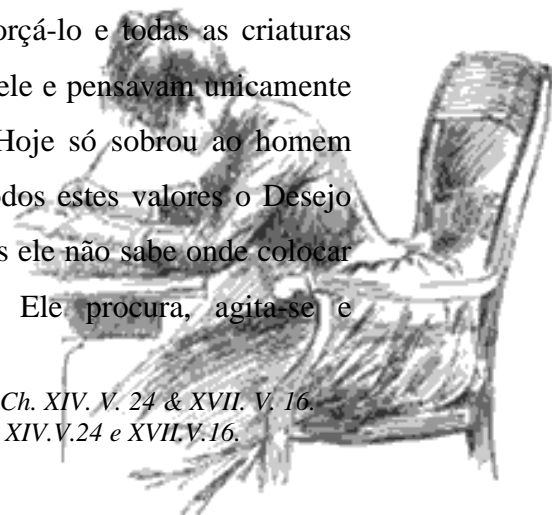 orçá-lo e todas as criaturas
ele e pensavam unicamente
Hoje só sobrou ao homem
odos estes valores o Desejo
s ele não sabe onde colocar
Ele procura, agita-se e
Ch. XIV. V. 24 & XVII. V. 16.
XIV.V.24 e XVII.V.16.